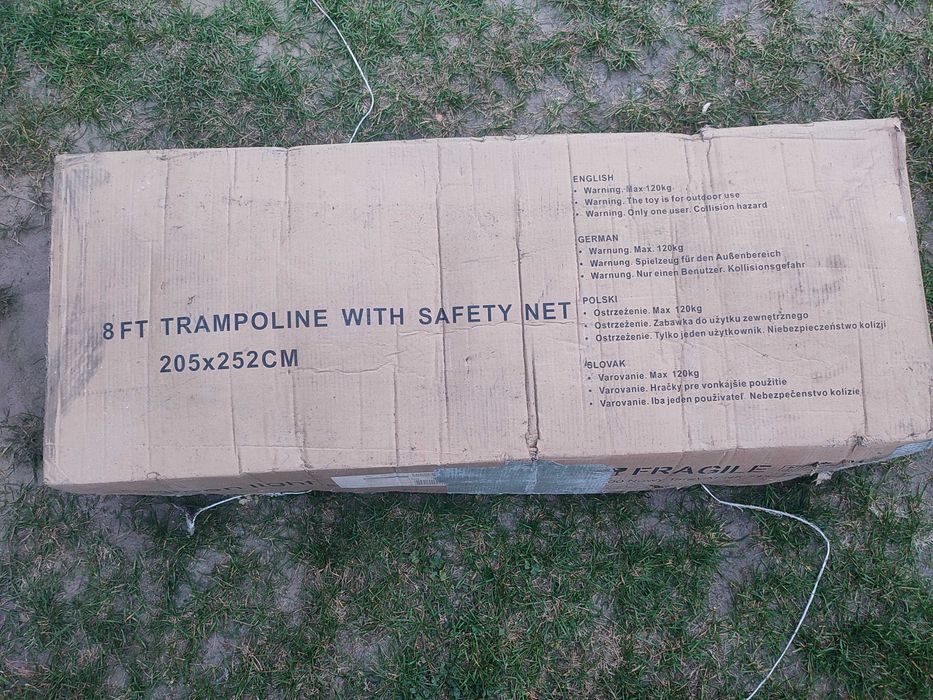 8 FT TRAMPOLINE WITH SAFETY NET
205x252CM
ENGLISH
• Warning. Max 120kg
• Warning. The toy is for outdoor use
• Warning. Only one user. Collision hazard
GERMAN
• Warnung. Max. 120kg
• Warnung. Spielzeug für den Außenbereich
• Warnung. Nur einen Benutzer. Kollisionsgefahr
POLSKI
• Ostrzeżenie. Max 120kg
• Ostrzeżenie. Zabawka do użytku zewnętrznego
• Ostrzeżenie. Tylko jeden użytkownik. Niebezpieczeństwo kolizji
SLOVAK
• Varovanie. Max 120kg
• Varovanie. Hračky pre vonkajšie použitie
• Varovanie. Iba jeden používateľ Nebezpečenstvo kolízie
FRAGILE